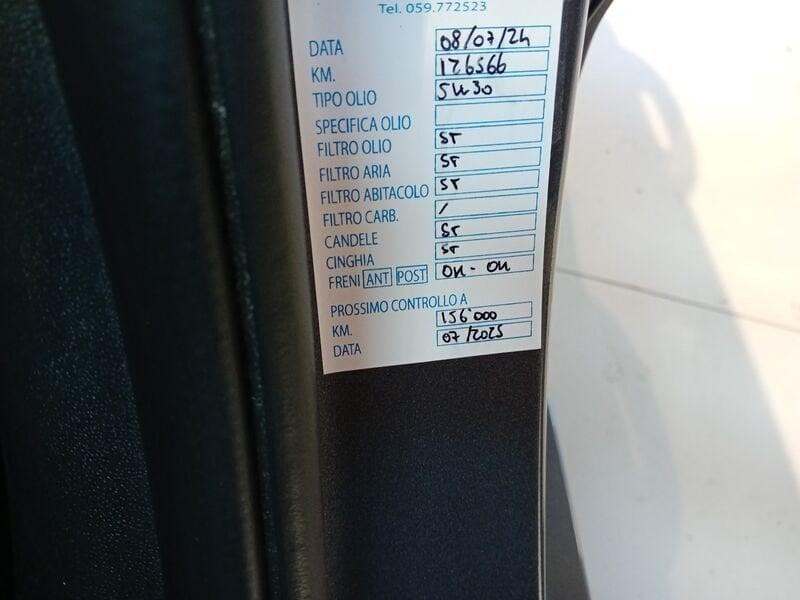 Tel. 059.772523
DATA 08/07/24
KM. 126566
TIPO OLIO 5W30
SPECIFICA OLIO
FILTRO OLIO ST
FILTRO ARIA ST
FILTRO ABITACOLO ST
FILTRO CARB. /
CANDELE ST
CINGHIA ST
FRENI ANT POST OK - OK
PROSSIMO CONTROLLO A
KM. 156'000
DATA 07/2025